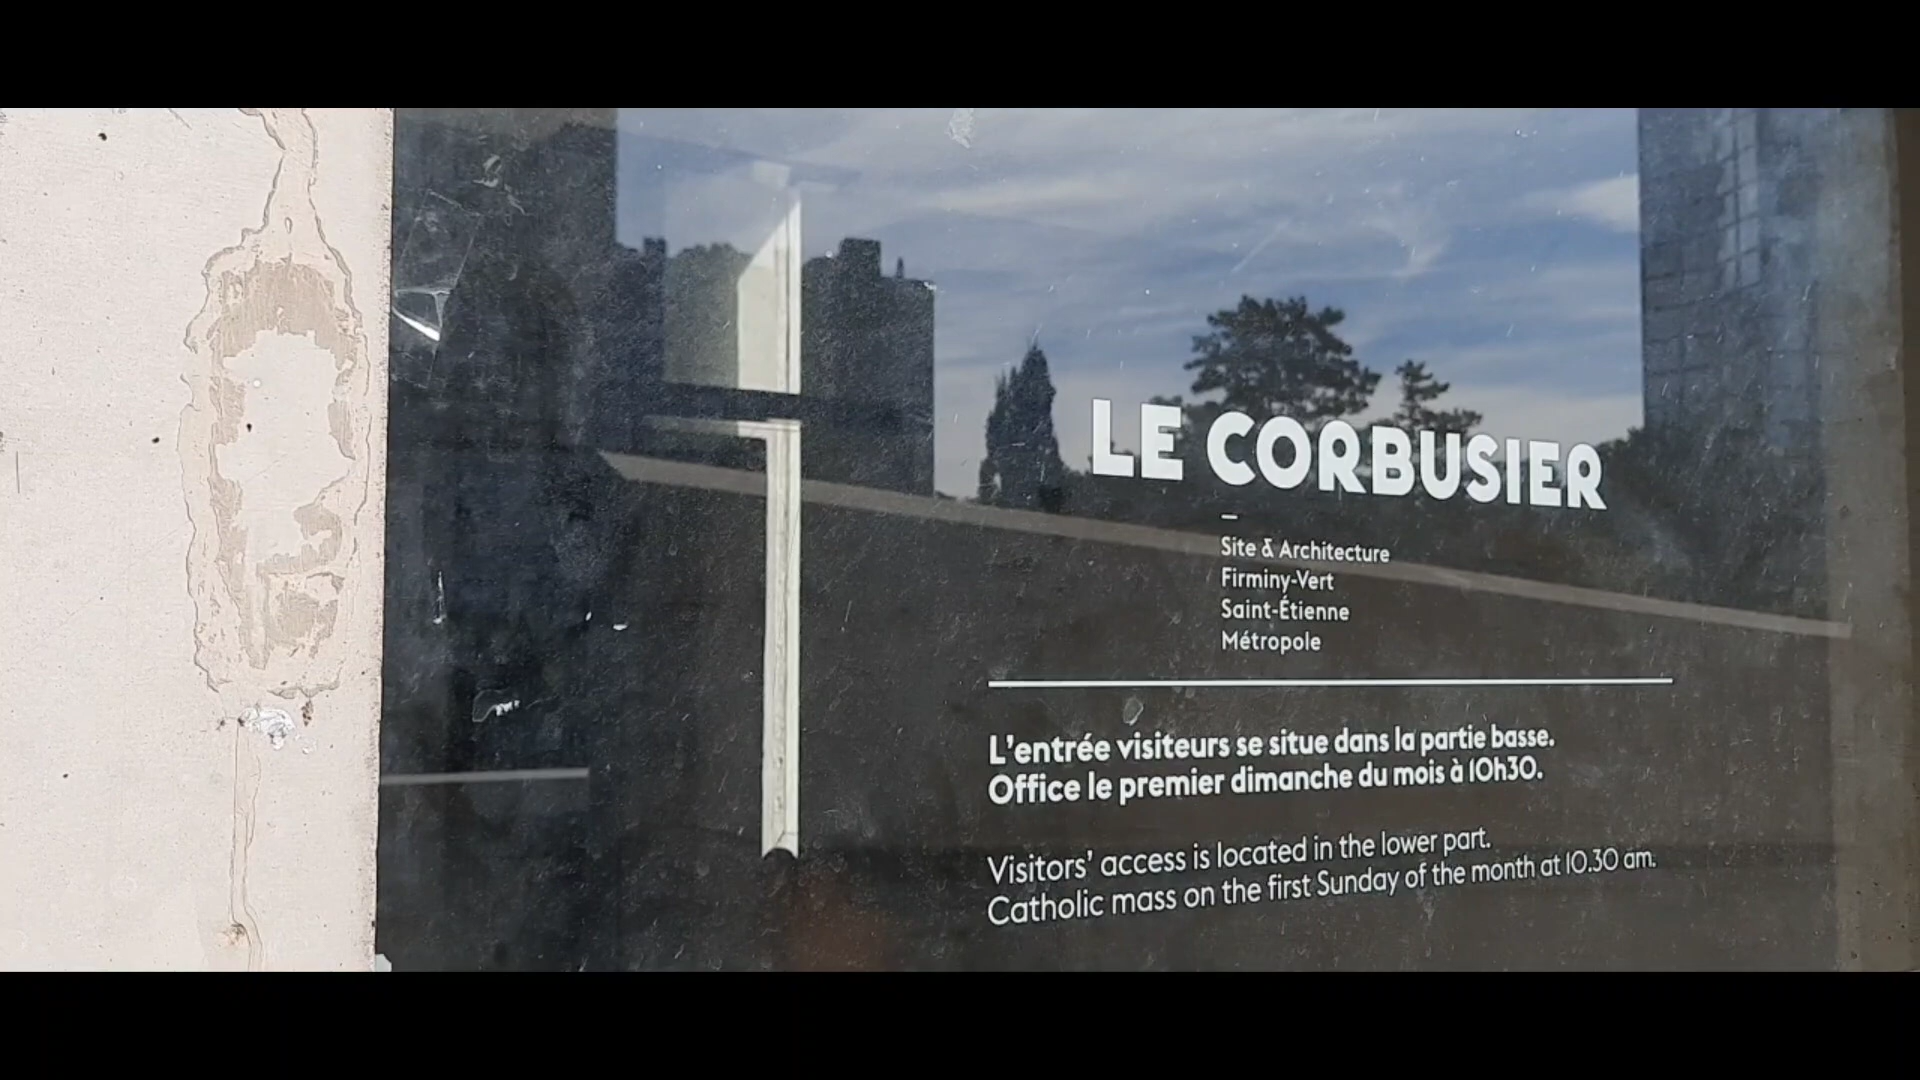 LE CORBUSIER
–
Site & Architecture
Firminy-Vert
Saint-Étienne
Métropole
L'entrée visiteurs se situe dans la partie basse.
Office le premier dimanche du mois à 10h30.
Visitors' access is located in the lower part.
Catholic mass on the first Sunday of the month at 10.30 am.